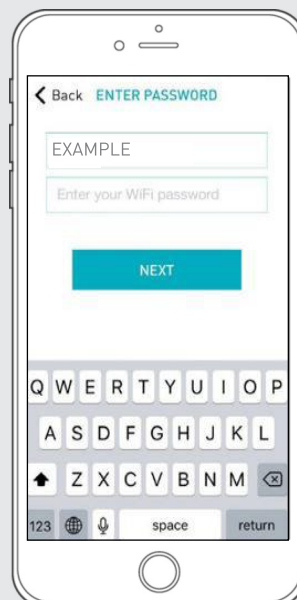 Back ENTER PASSWORD
EXAMPLE
Enter your WiFi password
NEXT
Q W E R T Y U I O P
A S D F G H J K L
Z X C V B N M
123 space return